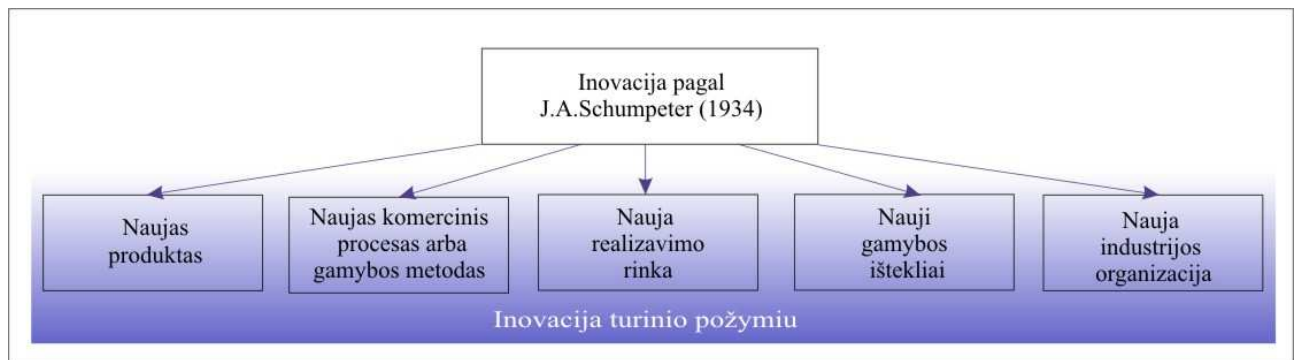 Inovacija pagal
J.A.Schumpeter (1934)
Naujas
produktas
Naujas komercinis
procesas arba
gamybos metodas
Nauja
realizavimo
rinka
Nauji
gamybos
ištekliai
Nauja
industrijos
organizacija
Inovacija turinio požymiu